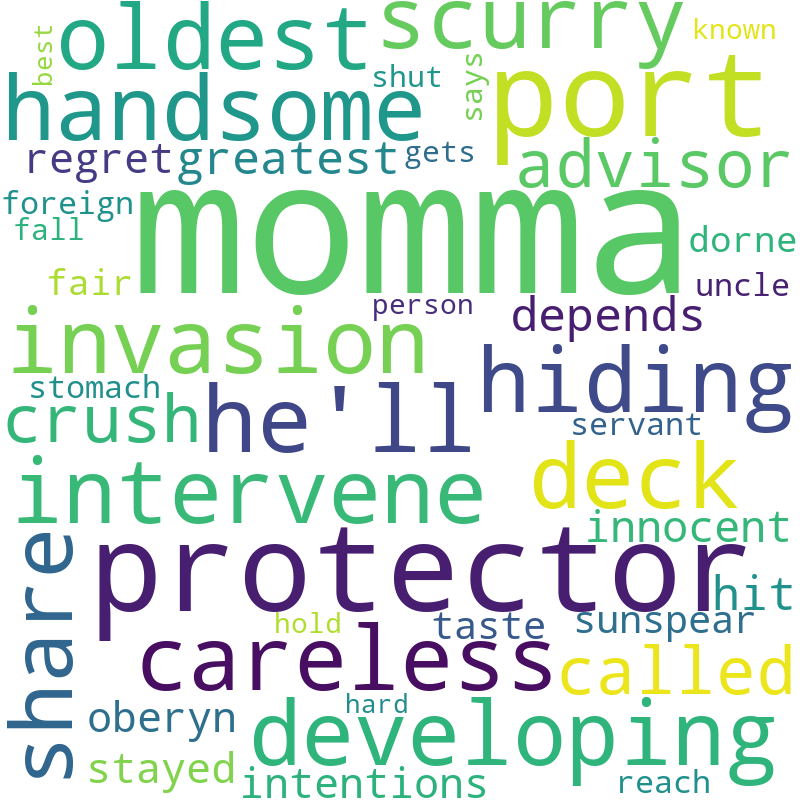 best
oldest
scurry
known
handsome
shut
says
port
regret
greatest
gets
advisor
foreign
momma
dorne
fall
fair
person
uncle
invasion
depends
stomach
he'll
hiding
crush
servant
intervene
deck
innocent
share
protector
hit
hold
taste
sunspear
careless
called
oberyn
hard
developing
stayed
intentions
reach